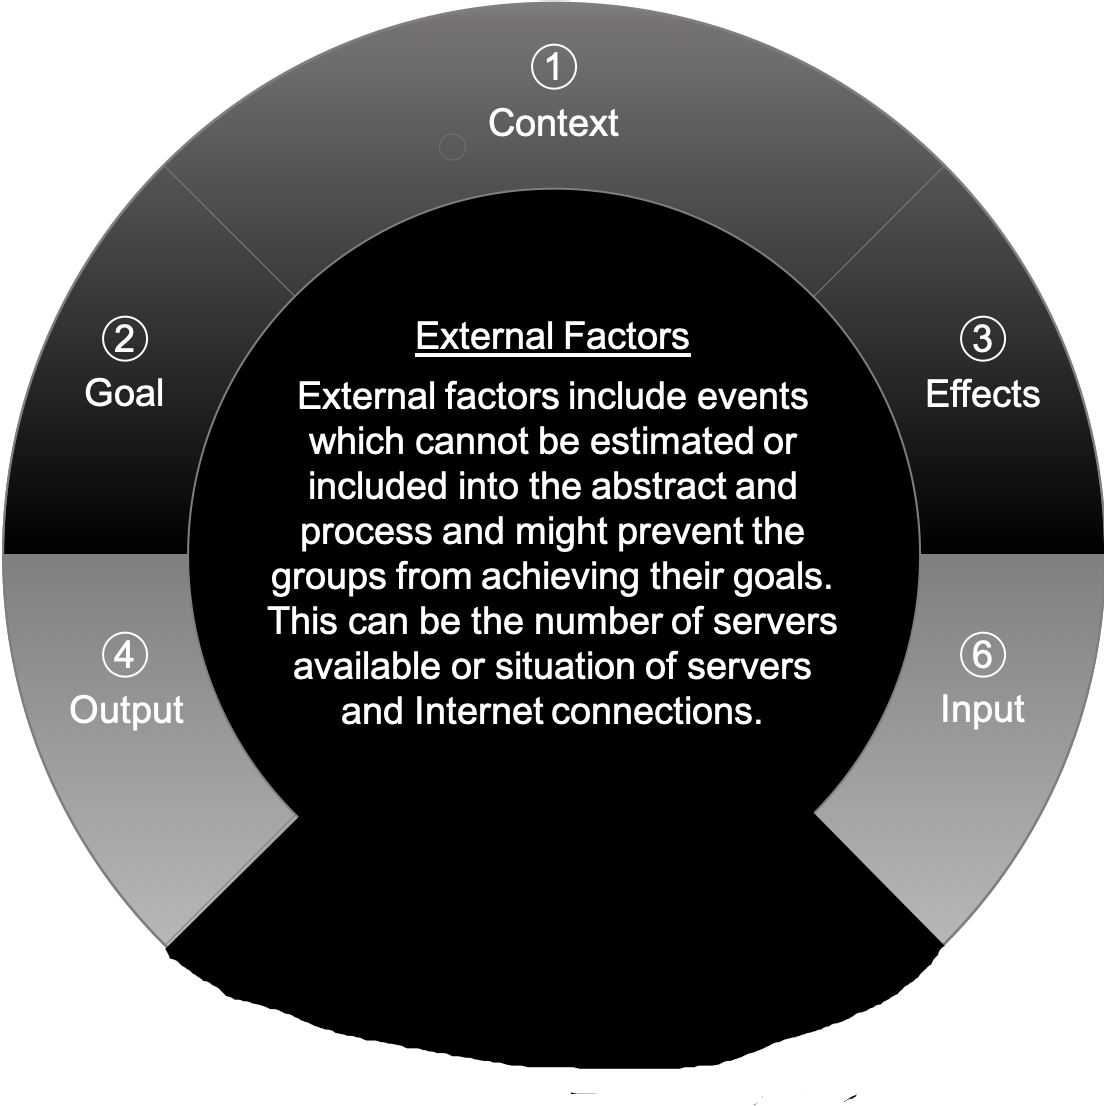 ①
Context
②
Goal
③
Effects
External Factors
External factors include events
which cannot be estimated or
included into the abstract and
process and might prevent the
groups from achieving their goals.
This can be the number of servers
available or situation of servers
and Internet connections.
④
Output
⑥
Input